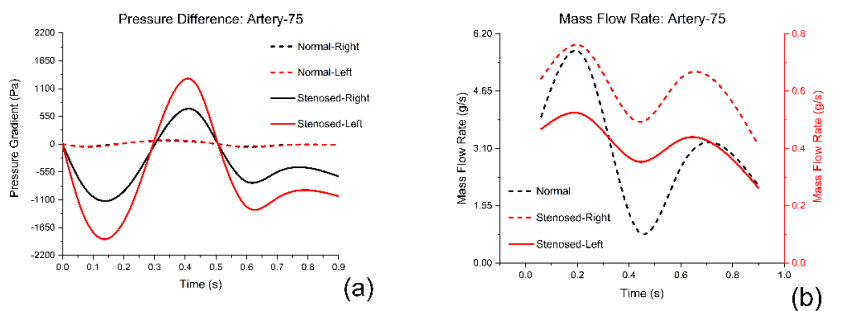 Pressure Difference: Artery-75
Pressure Gradient (Pa)
2200
1650
1100
550
0
-550
-1100
-1650
-2200
Normal-Right
Normal-Left
Stenosed-Right
Stenosed-Left
0.0 0.1 0.2 0.3 0.4 0.5 0.6 0.7 0.8 0.9
Time (s)
(a)
Mass Flow Rate: Artery-75
Mass Flow Rate (g/s)
6.20
4.65
3.10
1.55
0.00
Normal
Stenosed-Right
Stenosed-Left
0.0 0.2 0.4 0.6 0.8 1.0
Time (s)
0.8
0.6
0.4
0.2
0.0
Mass Flow Rate (g/s)
(b)